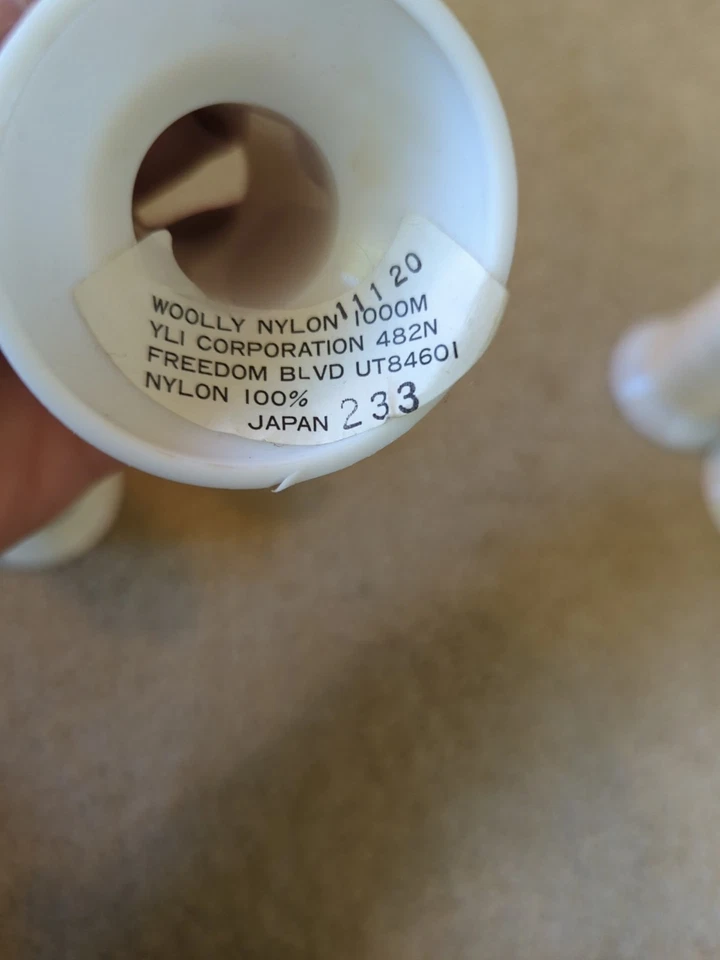 11120
WOOLLY NYLON 1000M
YLI CORPORATION 482N
FREEDOM BLVD UT84601
NYLON 100%
JAPAN 233